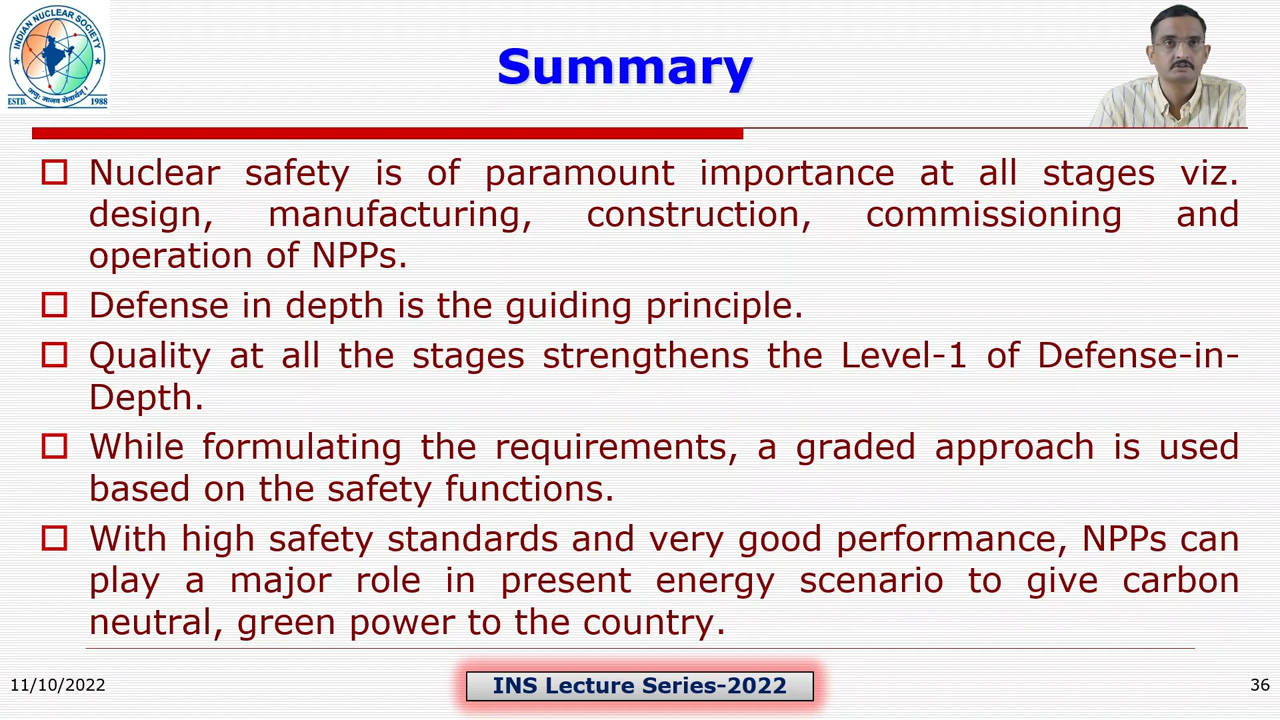 INDIAN NUCLEAR SOCIETY
ESTD. 1988
Summary
Nuclear safety is of paramount importance at all stages viz.
design, manufacturing, construction, commissioning and
operation of NPPs.
Defense in depth is the guiding principle.
Quality at all the stages strengthens the Level-1 of Defense-in-
Depth.
While formulating the requirements, a graded approach is used
based on the safety functions.
With high safety standards and very good performance, NPPs can
play a major role in present energy scenario to give carbon
neutral, green power to the country.
11/10/2022
INS Lecture Series-2022
36